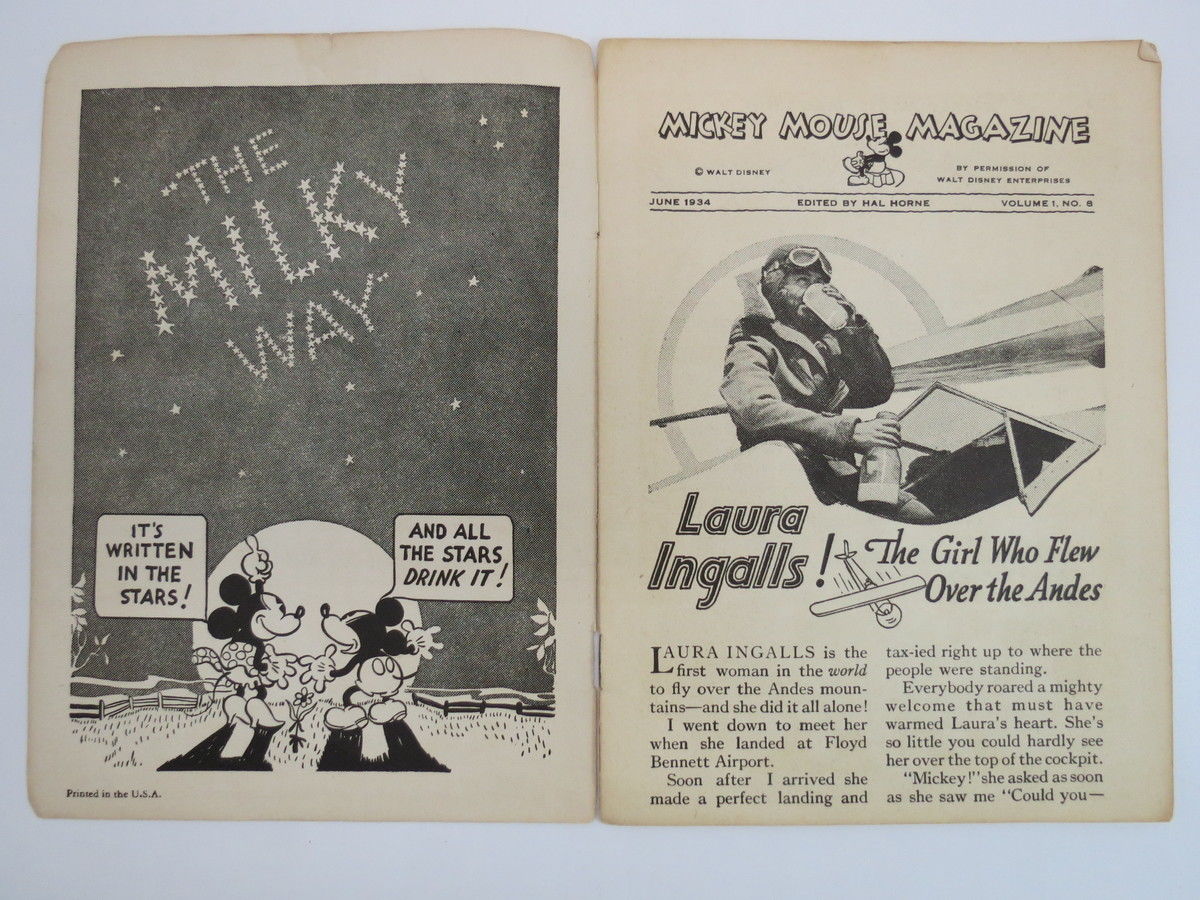 THE
MILKY
WAY
IT'S
WRITTEN
IN THE
STARS!
AND ALL
THE STARS
DRINK IT!
Printed in the U.S.A.
MICKEY MOUSE MAGAZINE
© WALT DISNEY
BY PERMISSION OF
WALT DISNEY ENTERPRISES
JUNE 1934 EDITED BY HAL HORNE VOLUME 1, NO. 8
Laura
Ingalls!
The Girl Who Flew
Over the Andes
LAURA INGALLS is the
first woman in the world
to fly over the Andes moun-
tains—and she did it all alone!
I went down to meet her
when she landed at Floyd
Bennett Airport.
Soon after I arrived she
made a perfect landing and
tax-ied right up to where the
people were standing.
Everybody roared a mighty
welcome that must have
warmed Laura's heart. She's
so little you could hardly see
her over the top of the cockpit.
"Mickey!" she asked as soon
as she saw me "Could you—